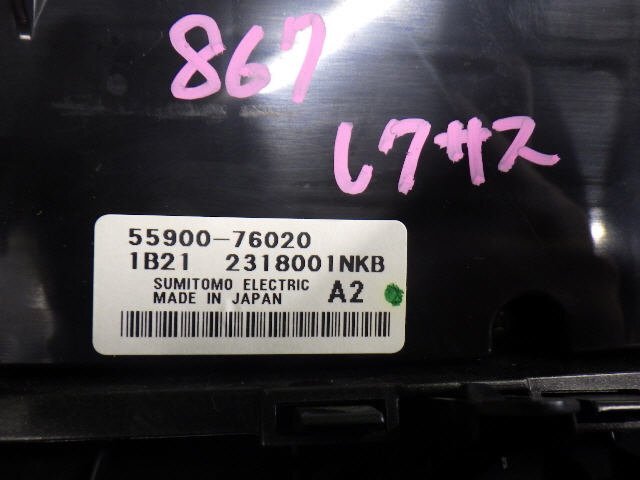 867
レクサス
55900-76020
1B21 2318001NKB
SUMITOMO ELECTRIC
MADE IN JAPAN A2